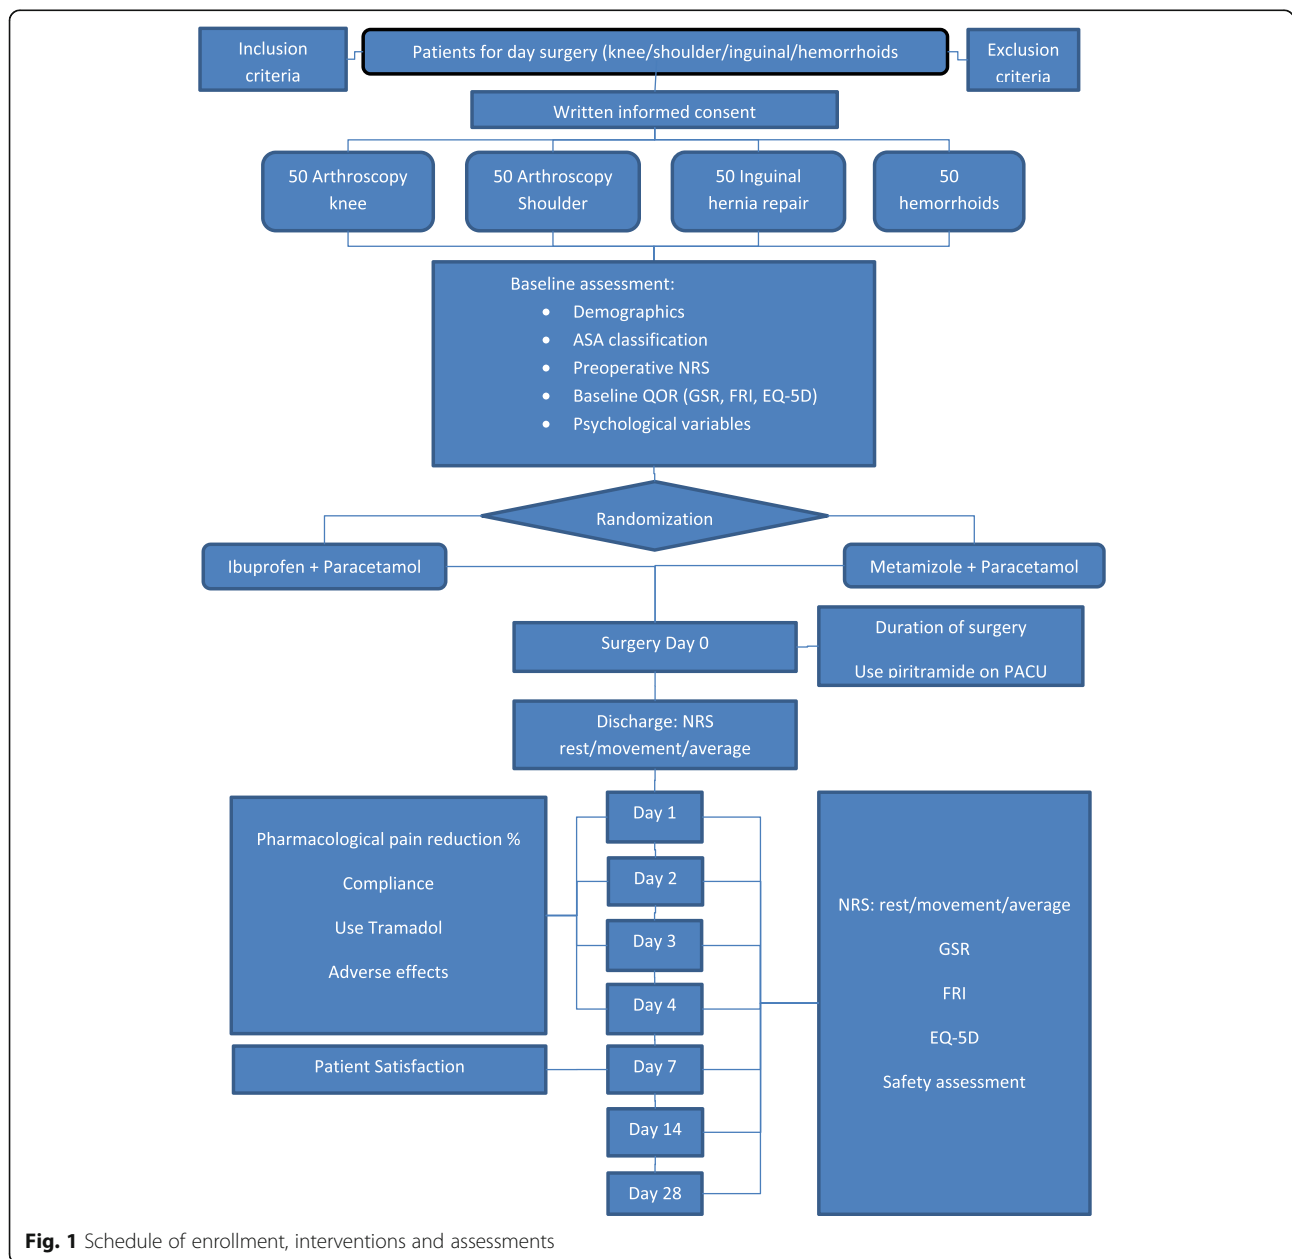 Inclusion
criteria
Patients for day surgery (knee/shoulder/inguinal/hemorrhoids
Exclusion
criteria
Written informed consent
50 Arthroscopy
knee
50 Arthroscopy
Shoulder
50 Inguinal
hernia repair
50
hemorrhoids
Baseline assessment:
• Demographics
• ASA classification
• Preoperative NRS
• Baseline QOR (GSR, FRI, EQ-5D)
• Psychological variables
Randomization
Ibuprofen + Paracetamol
Metamizole + Paracetamol
Surgery Day 0
Duration of surgery
Use piritramide on PACU
Discharge: NRS
rest/movement/average
Pharmacological pain reduction %
Compliance
Use Tramadol
Adverse effects
Patient Satisfaction
Day 1
Day 2
Day 3
Day 4
Day 7
Day 14
Day 28
NRS: rest/movement/average
GSR
FRI
EQ-5D
Safety assessment
Fig. 1 Schedule of enrollment, interventions and assessments